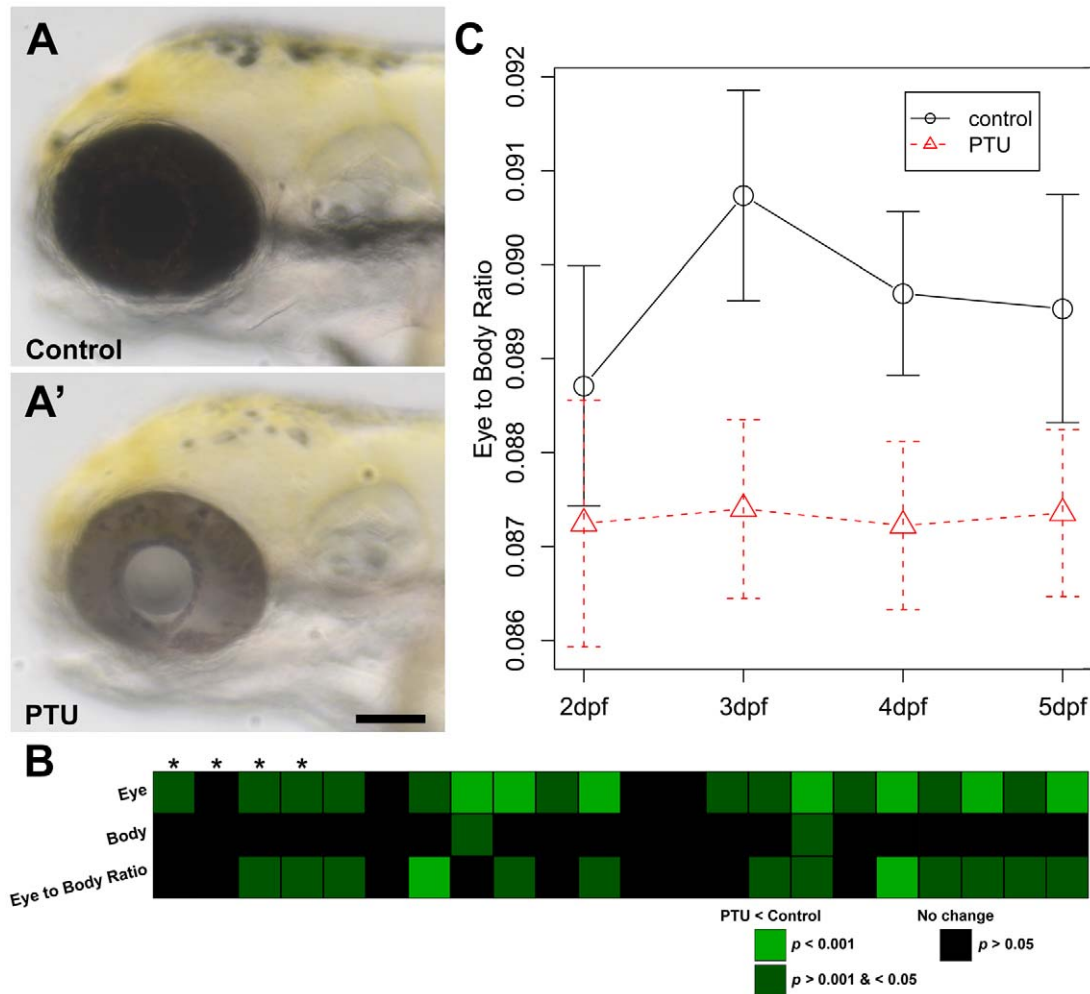 A
Control
A'
PTU
C
Eye to Body Ratio
0.092
0.091
0.090
0.089
0.088
0.087
0.086
control
PTU
2dpf
3dpf
4dpf
5dpf
B
* * * *
Eye
Body
Eye to Body Ratio
PTU < Control
No change
p < 0.001
p > 0.05
p > 0.001 & < 0.05